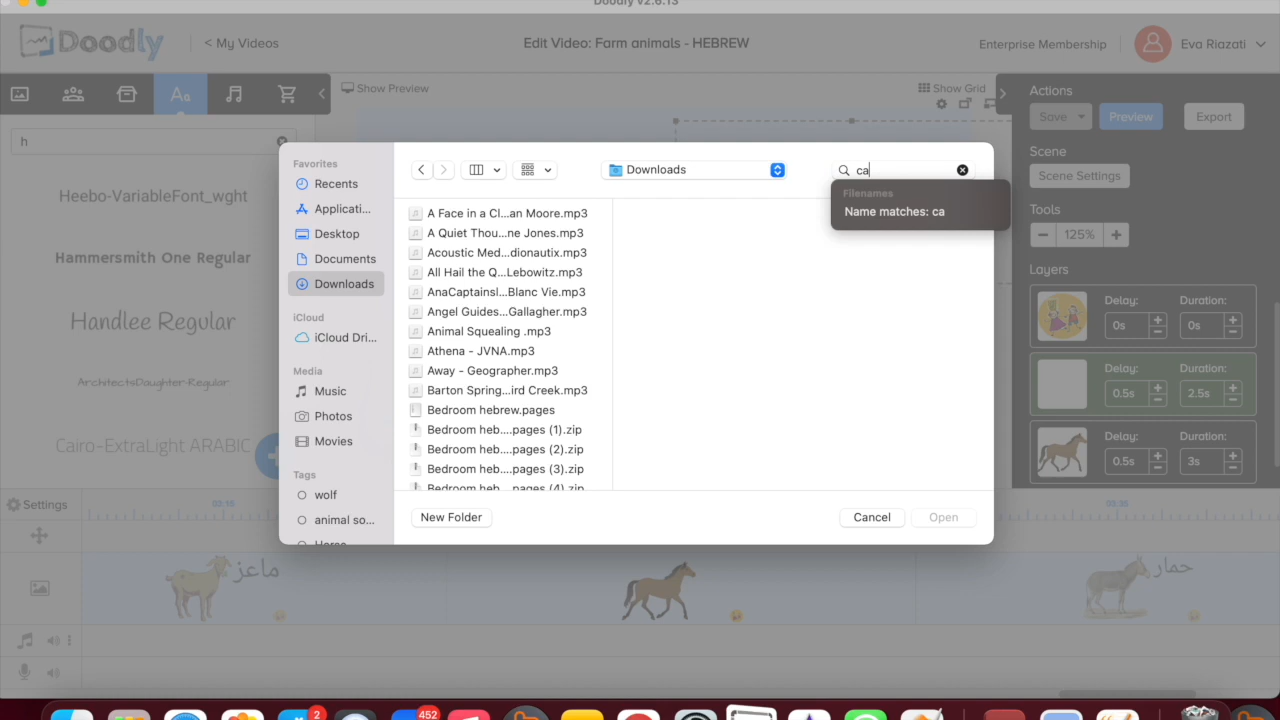 Doodly v2.6.13
Doodly
< My Videos
Edit Video: Farm animals - HEBREW
Enterprise Membership
Eva Riazati
Aa
Show Preview
Show Grid
Actions
Save
Preview
Export
h
Scene
Scene Settings
Tools
125%
Layers
Delay:
Duration:
0s
0s
Delay:
Duration:
0.5s
2.5s
Delay:
Duration:
0.5s
3s
Heebo-VariableFont_wght
Hammersmith One Regular
Handlee Regular
ArchitectsDaughter-Regular
Cairo-ExtraLight ARABIC
Favorites
Recents
Applicati...
Desktop
Documents
Downloads
iCloud
iCloud Dri...
Media
Music
Photos
Movies
Tags
wolf
animal so...
Horse
Downloads
ca
Filenames
Name matches: ca
A Face in a Cl...an Moore.mp3
A Quiet Thou...ne Jones.mp3
Acoustic Med...dionautix.mp3
All Hail the Q...Lebowitz.mp3
AnaCaptainsl...Blanc Vie.mp3
Angel Guides...Gallagher.mp3
Animal Squealing .mp3
Athena - JVNA.mp3
Away - Geographer.mp3
Barton Spring...ird Creek.mp3
Bedroom hebrew.pages
Bedroom heb....pages (1).zip
Bedroom heb....pages (2).zip
Bedroom heb....pages (3).zip
Bedroom heb....pages (4).zip
New Folder
Cancel
Open
Settings
ماعز
حمار
2
452